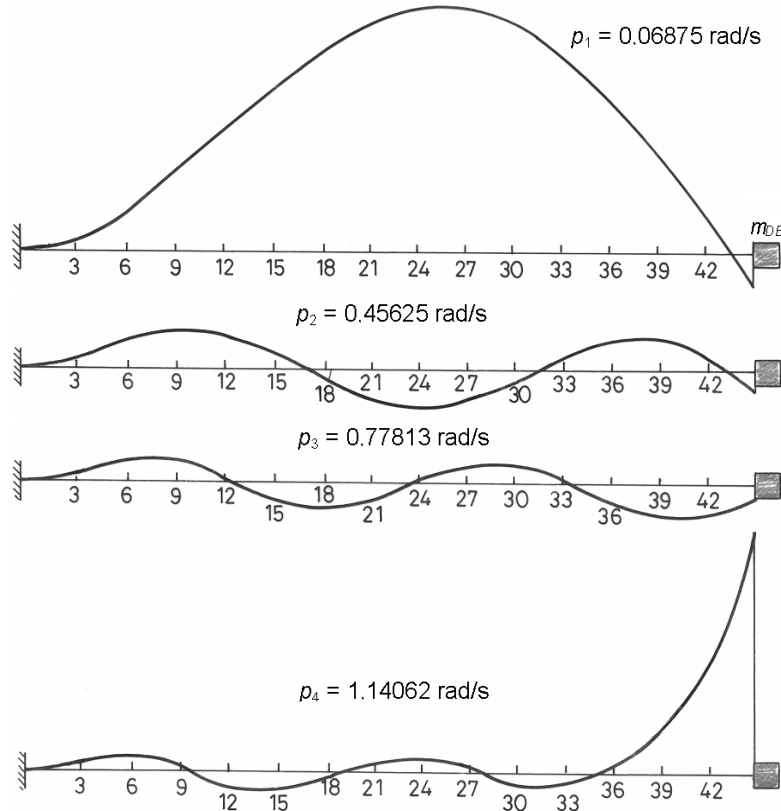 p₁ = 0.06875 rad/s
m_DE
3 6 9 12 15 18 21 24 27 30 33 36 39 42
p₂ = 0.45625 rad/s
3 6 9 12 15 18 21 24 27 30 33 36 39 42
p₃ = 0.77813 rad/s
3 6 9 12 15 18 21 24 27 30 33 36 39 42
p₄ = 1.14062 rad/s
3 6 9 12 15 18 21 24 27 30 33 36 39 42